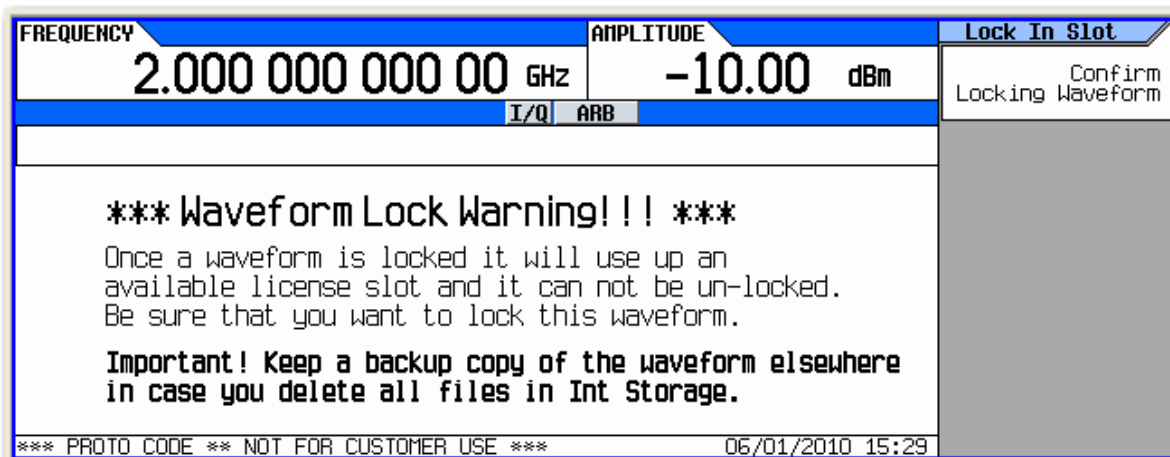 FREQUENCY
2.000 000 000 00 GHz
AMPLITUDE
-10.00 dBm
I/Q ARB
*** Waveform Lock Warning!!! ***
Once a waveform is locked it will use up an
available license slot and it can not be un-locked.
Be sure that you want to lock this waveform.
Important! Keep a backup copy of the waveform elsewhere
in case you delete all files in Int Storage.
*** PROTO CODE ** NOT FOR CUSTOMER USE ***
06/01/2010 15:29
Lock In Slot
Confirm
Locking Waveform